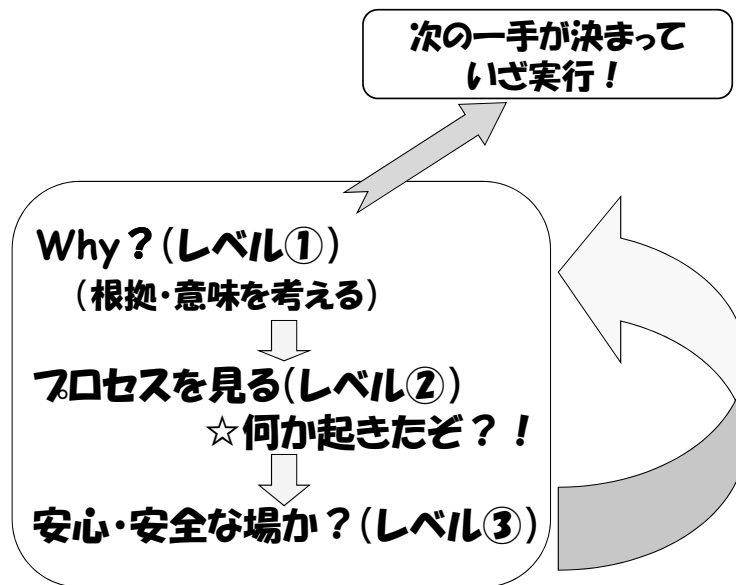 次の一手が決まって
いざ実行！
Why？(レベル①)
(根拠・意味を考える)
プロセスを見る(レベル②)
☆何か起きたぞ？！
安心・安全な場か？(レベル③)